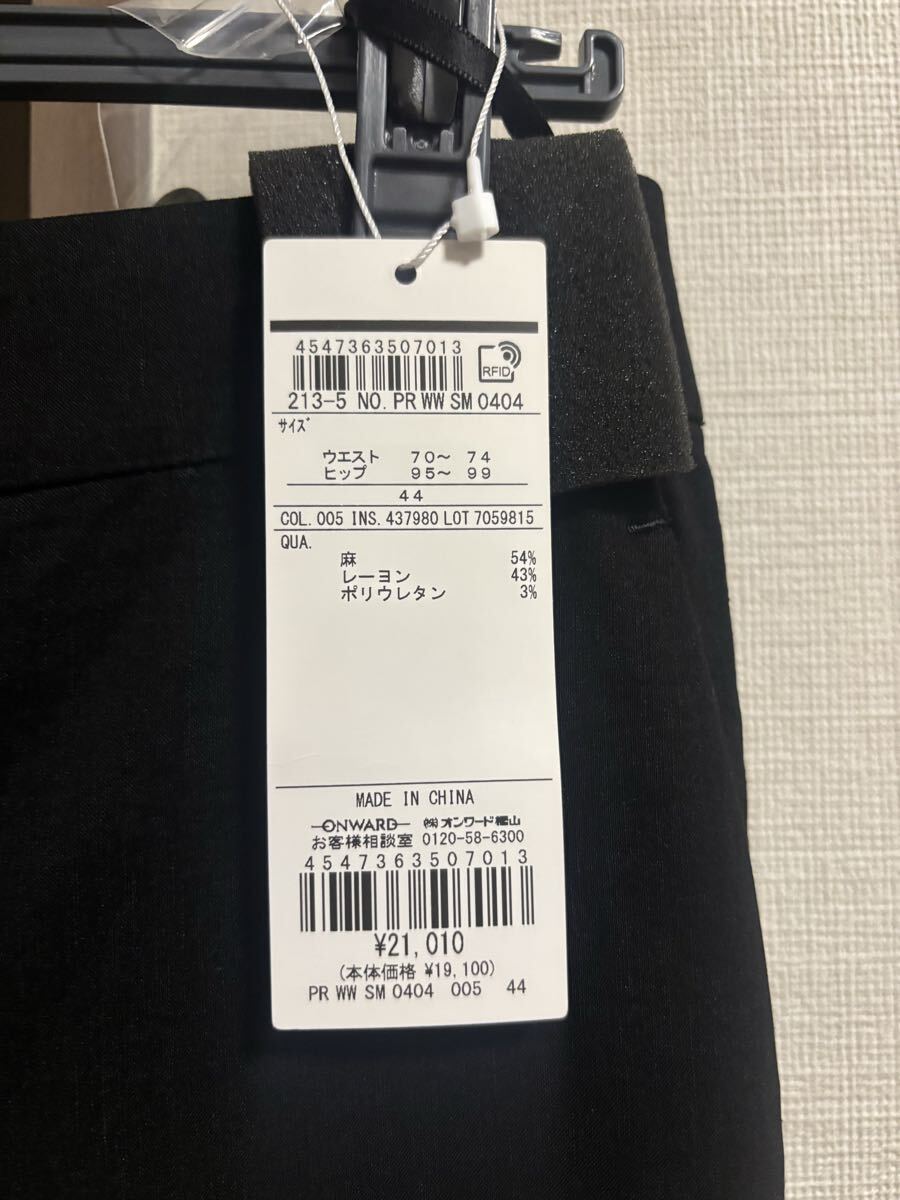 4547363507013
RFID
213-5 NO. PR WW SM 0404
ｻｲｽﾞ
ウエスト 70～ 74
ヒップ 95～ 99
44
COL. 005 INS. 437980 LOT 7059815
QUA.
麻 54%
レーヨン 43%
ポリウレタン 3%
MADE IN CHINA
ONWARD ㈱オンワード樫山
お客様相談室 0120-58-6300
4547363507013
¥21,010
(本体価格 ¥19,100)
PR WW SM 0404 005 44